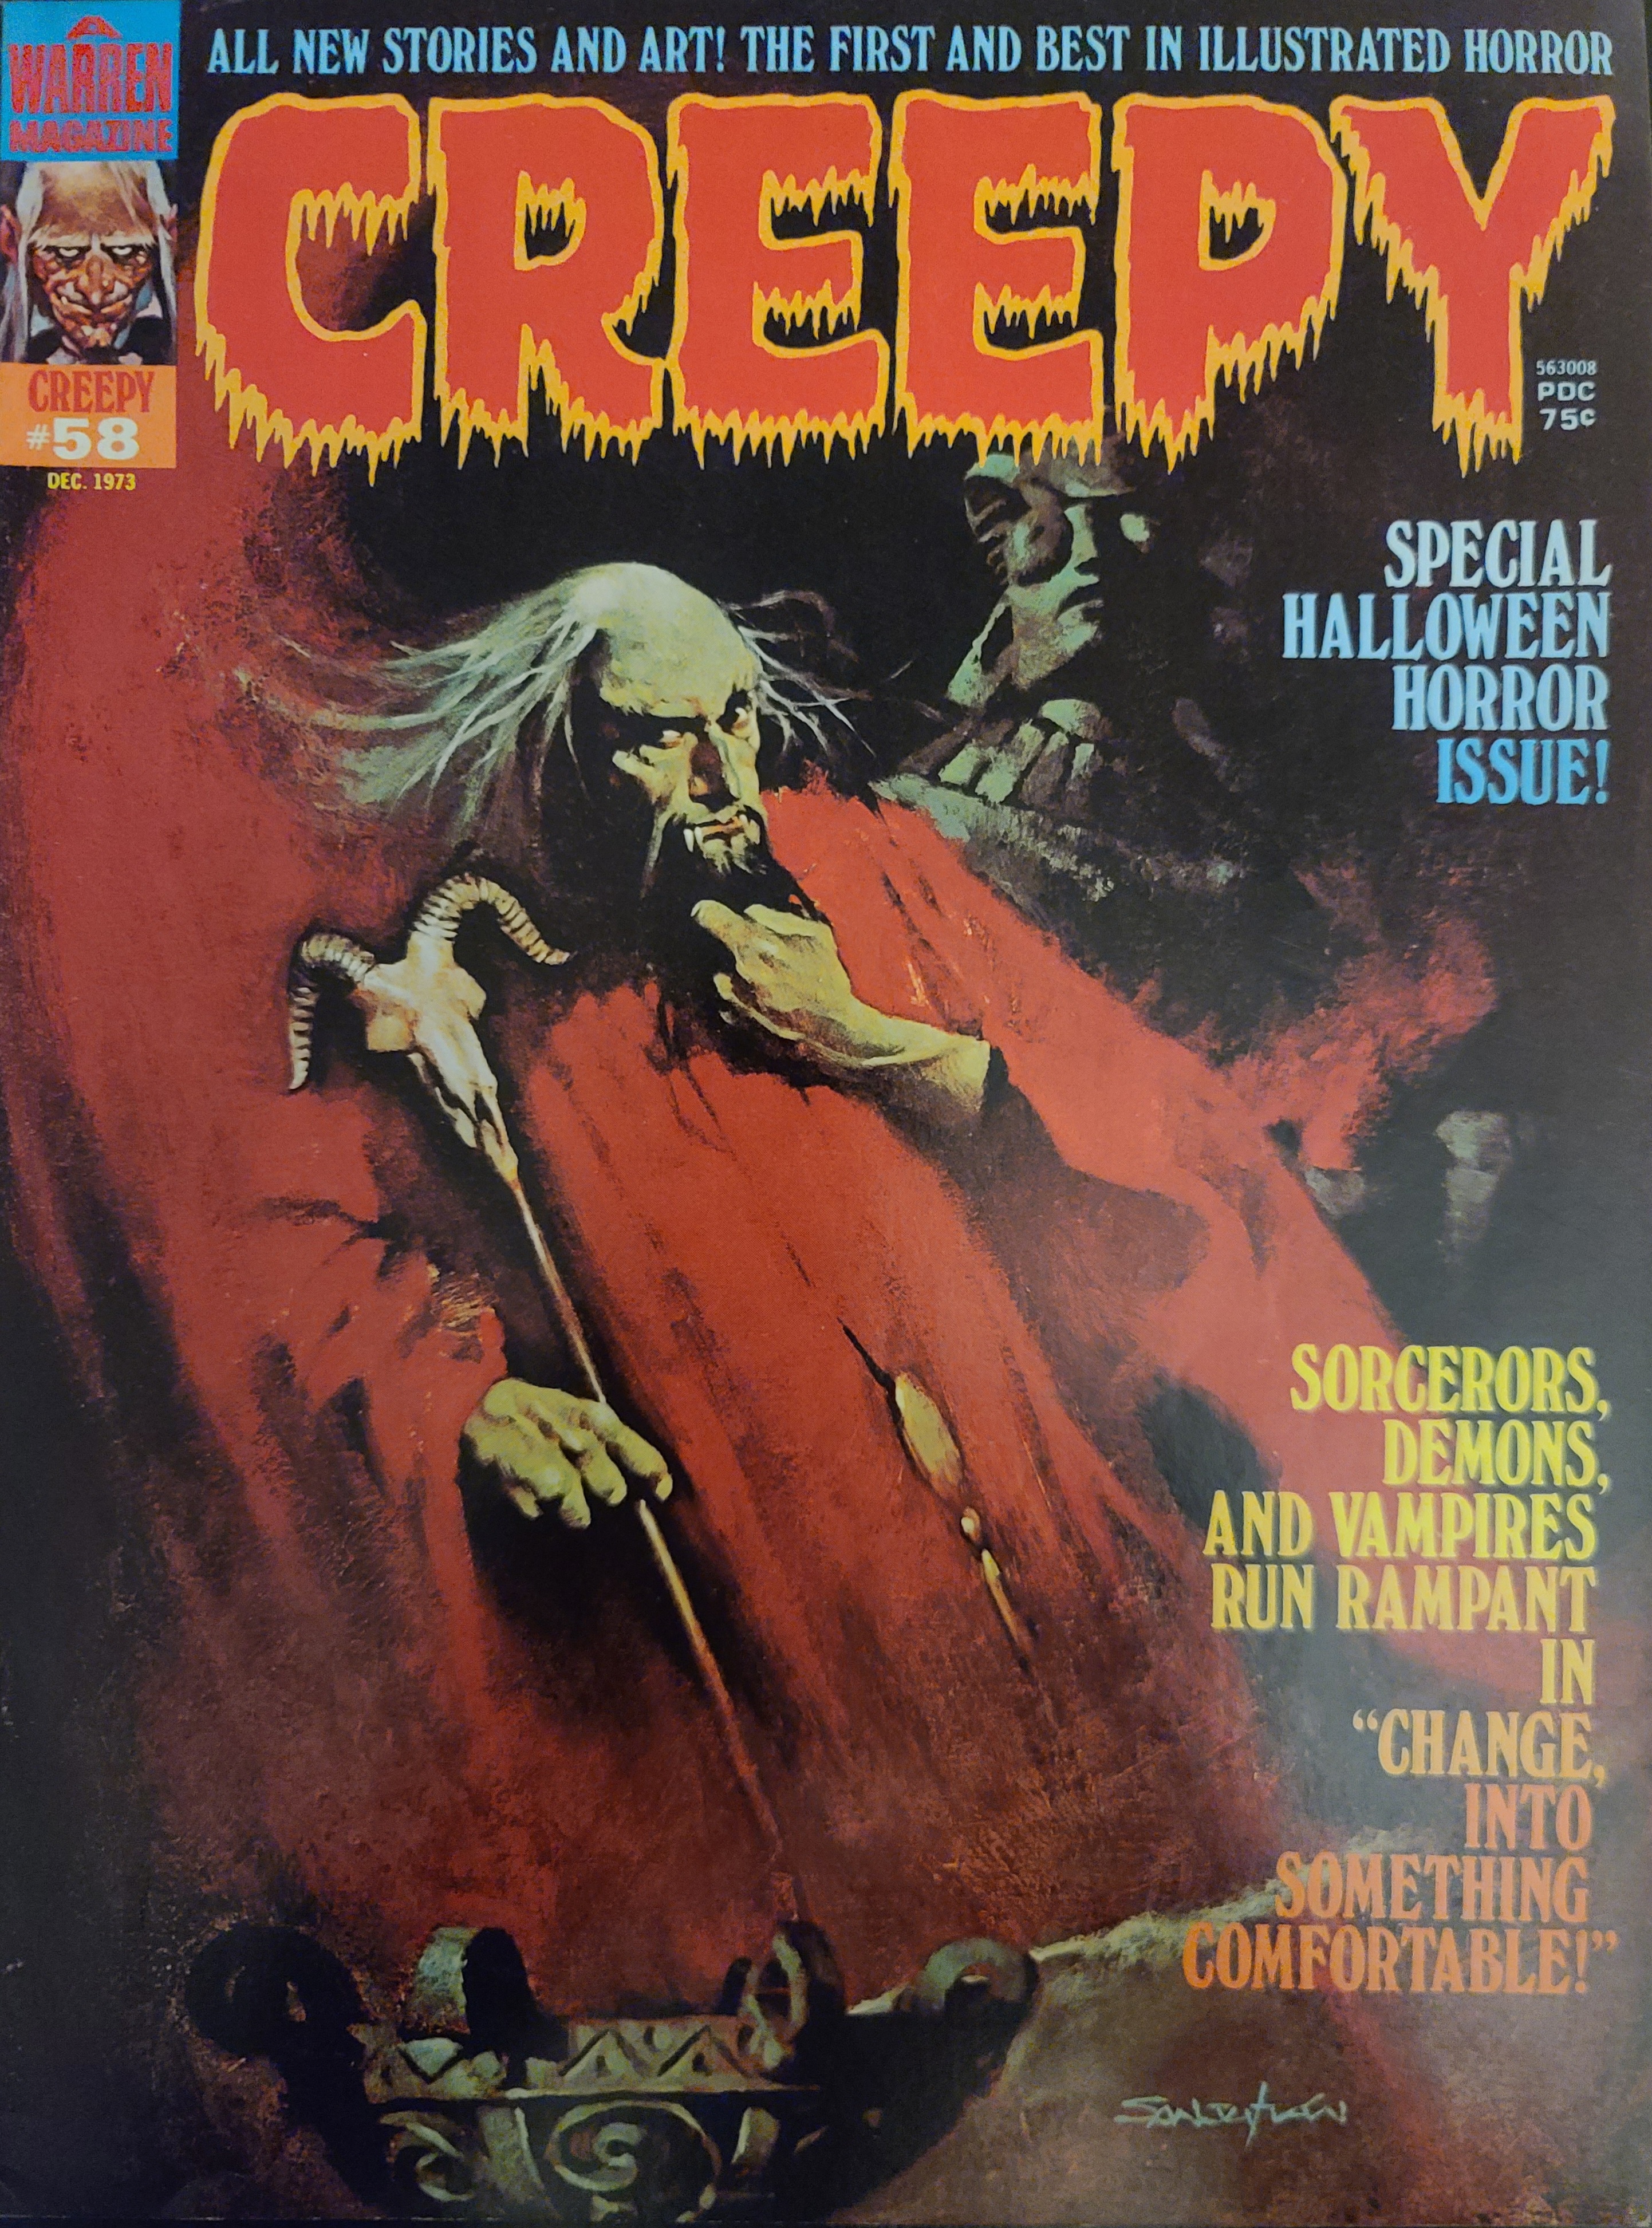 A
WARREN
MAGAZINE
ALL NEW STORIES AND ART! THE FIRST AND BEST IN ILLUSTRATED HORROR
CREEPY
CREEPY
#58
DEC. 1973
563008
PDC
75¢
SPECIAL
HALLOWEEN
HORROR
ISSUE!
SORCERORS,
DEMONS,
AND VAMPIRES
RUN RAMPANT
IN
“CHANGE,
INTO
SOMETHING
COMFORTABLE!”
SANJULIAN